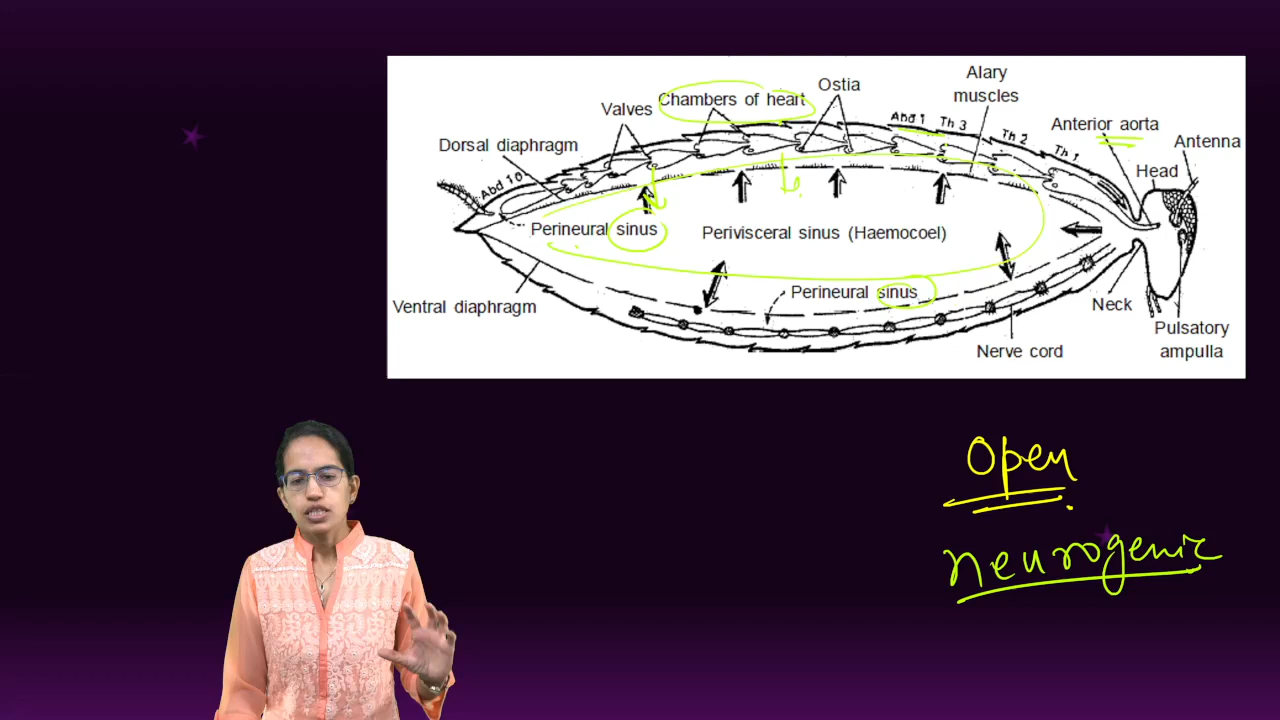 Alary
muscles
Ostia
Chambers of heart
Valves
Abd 1
Th 3
Th 2
Th 1
Anterior aorta
Antenna
Dorsal diaphragm
Head
Abd 10
Perineural sinus
Perivisceral sinus (Haemocoel)
Perineural sinus
Ventral diaphragm
Neck
Pulsatory
ampulla
Nerve cord
Open
Neurogenic